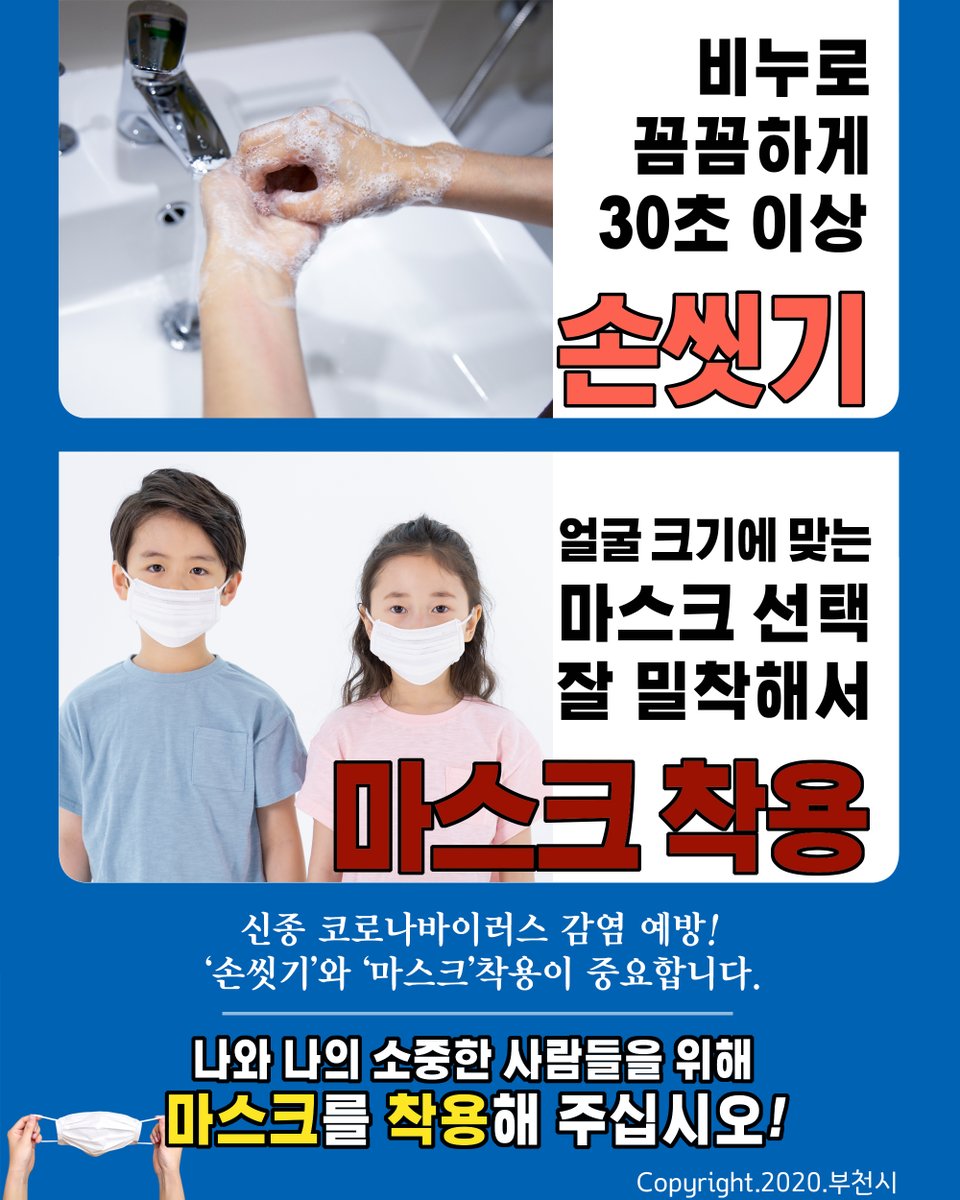 비누로
꼼꼼하게
30초 이상
손씻기
얼굴 크기에 맞는
마스크 선택
잘 밀착해서
마스크 착용
신종 코로나바이러스 감염 예방!
‘손씻기’와 ‘마스크’착용이 중요합니다.
나와 나의 소중한 사람들을 위해
마스크를 착용해 주십시오!
Copyright.2020.부천시